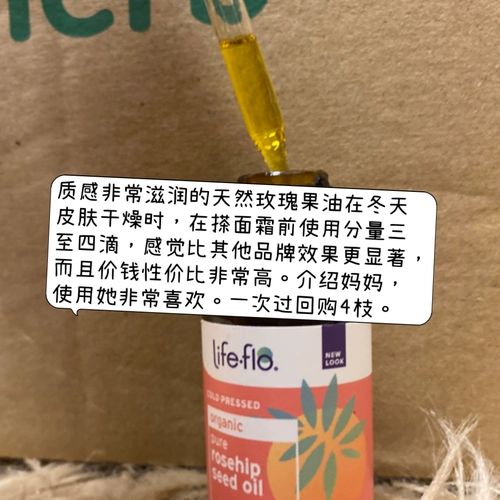 质感非常滋润的天然玫瑰果油在冬天
皮肤干燥时，在搽面霜前使用分量三
至四滴，感觉比其他品牌效果更显著，
而且价钱性价比非常高。介绍妈妈，
使用她非常喜欢。一次过回购4枝。
life-flo®
NEW
LOOK
COLD PRESSED
organic
pure
rosehip
seed oil